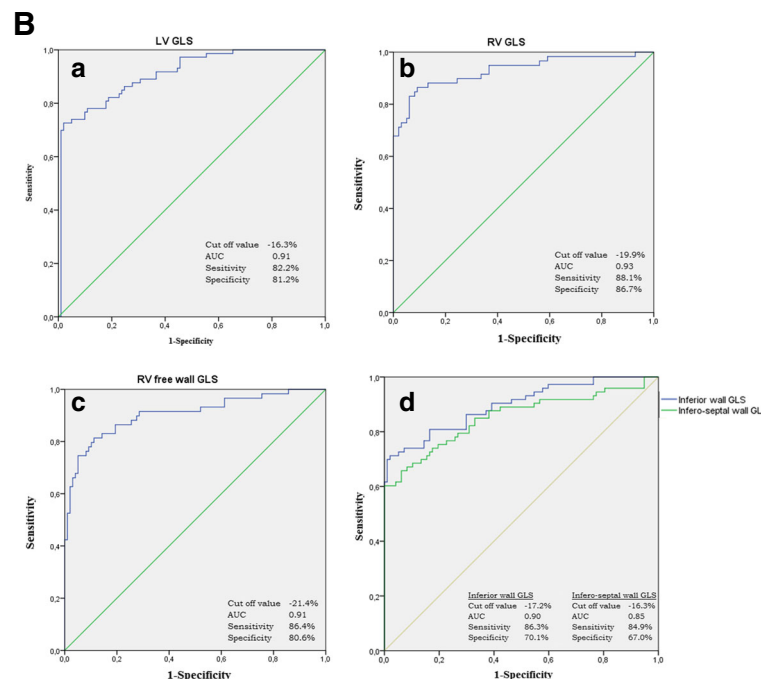 B
LV GLS
a
1,0
0,8
0,6
0,4
0,2
0,0
Sensitivity
Cut off value -16.3%
AUC 0.91
Sesitivity 82.2%
Specificity 81.2%
0,0 0,2 0,4 0,6 0,8 1,0
1-Specificity
RV GLS
b
1,0
0,8
0,6
0,4
0,2
0,0
Sensitivity
Cut off value -19.9%
AUC 0.93
Sensitivity 88.1%
Specificity 86.7%
0,0 0,2 0,4 0,6 0,8 1,0
1-Specificity
RV free wall GLS
c
1,0
0,8
0,6
0,4
0,2
0,0
Sensitivity
Cut off value -21.4%
AUC 0.91
Sensitivity 86.4%
Specificity 80.6%
0,0 0,2 0,4 0,6 0,8 1,0
1-Specificity
d
1,0
0,8
0,6
0,4
0,2
0,0
Sensitivity
Inferior wall GLS
Infero-septal wall GL
Inferior wall GLS Infero-septal wall GLS
Cut off value -17.2% Cut off value -16.3%
AUC 0.90 AUC 0.85
Sensitivity 86.3% Sensitivity 84.9%
Specificity 70.1% Specificity 67.0%
0,0 0,2 0,4 0,6 0,8 1,0
1-Specificity